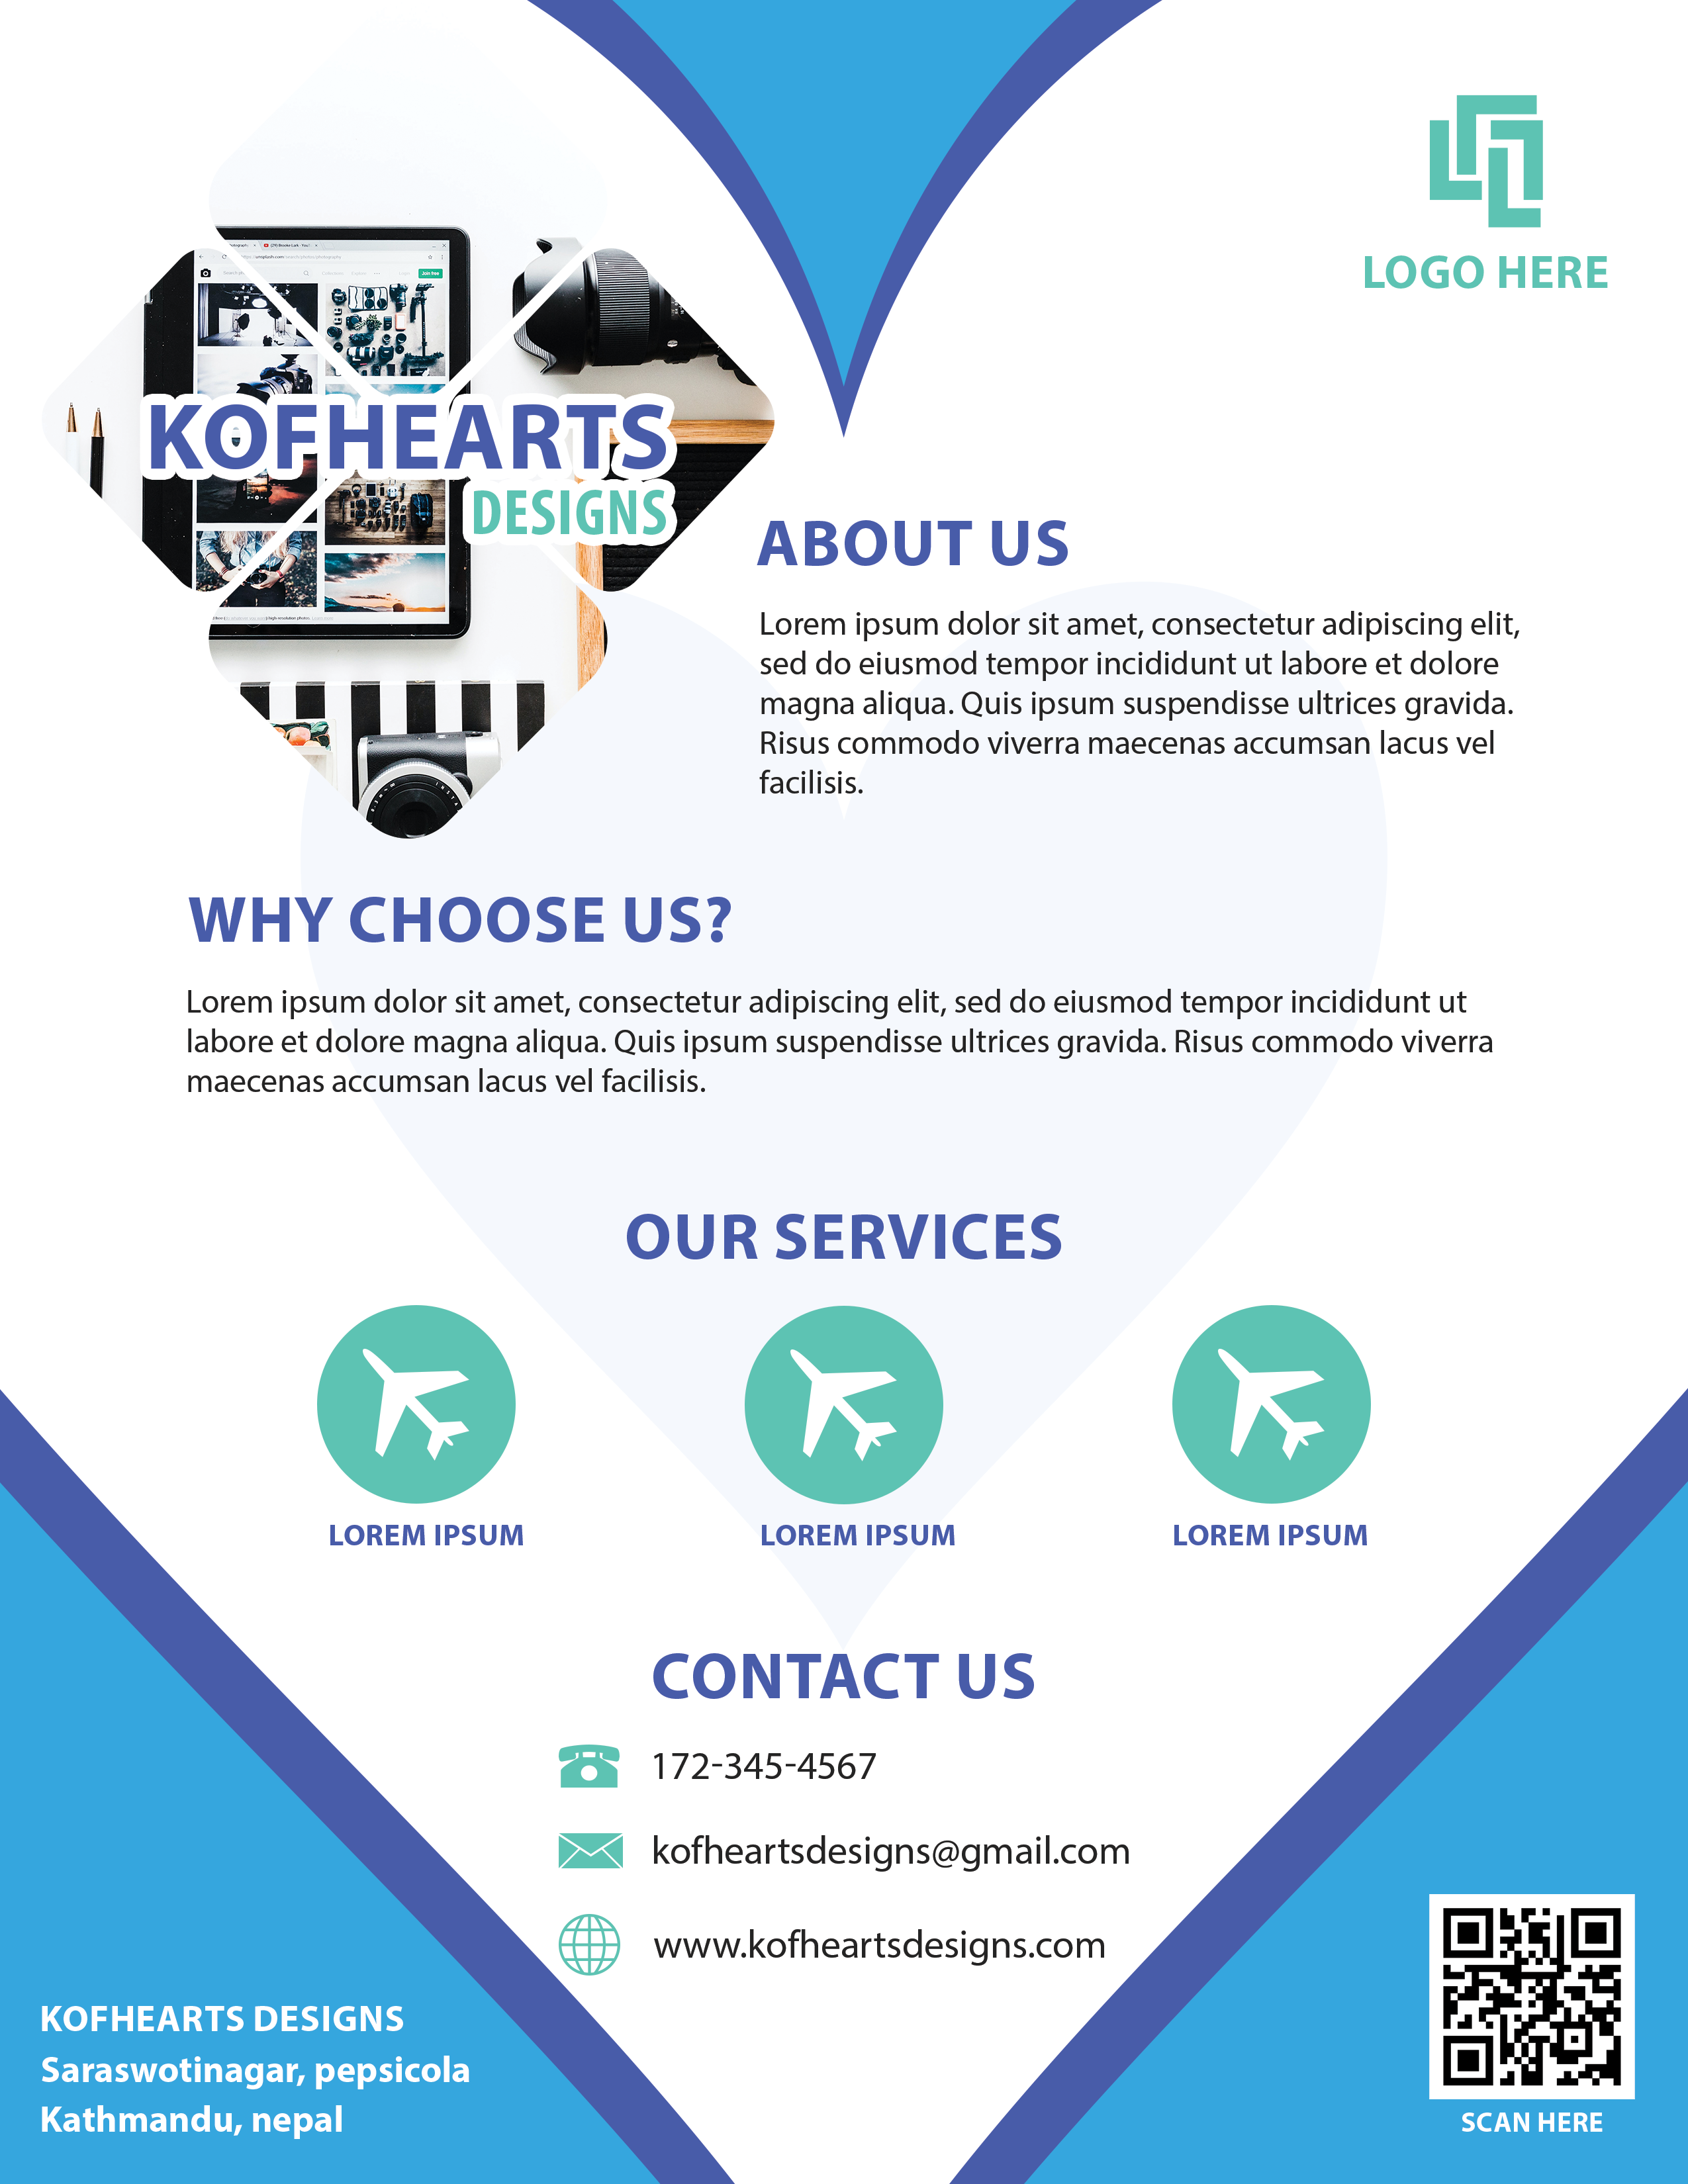 LOGO HERE
Join free
KOFHEARTS
DESIGNS
ABOUT US
Lorem ipsum dolor sit amet, consectetur adipiscing elit,
sed do eiusmod tempor incididunt ut labore et dolore
magna aliqua. Quis ipsum suspendisse ultrices gravida.
Risus commodo viverra maecenas accumsan lacus vel
facilisis.
WHY CHOOSE US?
Lorem ipsum dolor sit amet, consectetur adipiscing elit, sed do eiusmod tempor incididunt ut
labore et dolore magna aliqua. Quis ipsum suspendisse ultrices gravida. Risus commodo viverra
maecenas accumsan lacus vel facilisis.
OUR SERVICES
LOREM IPSUM
LOREM IPSUM
LOREM IPSUM
CONTACT US
172-345-4567
kofheartsdesigns@gmail.com
www.kofheartsdesigns.com
KOFHEARTS DESIGNS
Saraswotinagar, pepsicola
Kathmandu, nepal
SCAN HERE